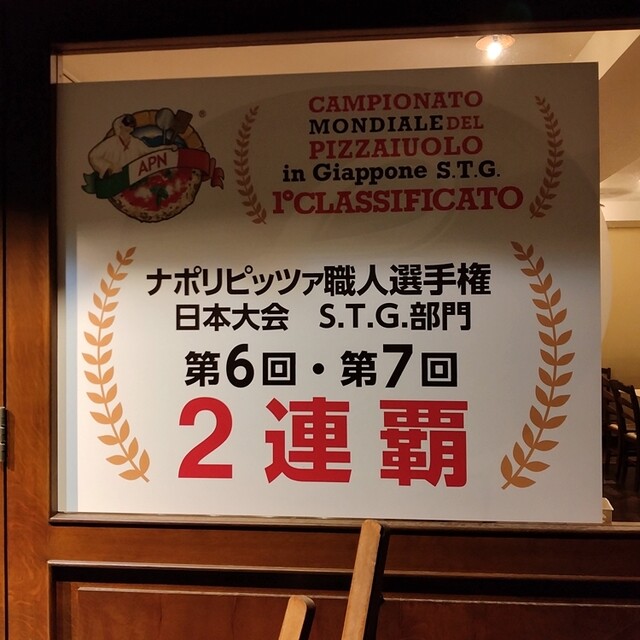 APN
®
CAMPIONATO
MONDIALE DEL
PIZZAIUOLO
in Giappone S.T.G.
1°CLASSIFICATO
ナポリピッツァ職人選手権
日本大会 S.T.G.部門
第6回・第7回
2連覇